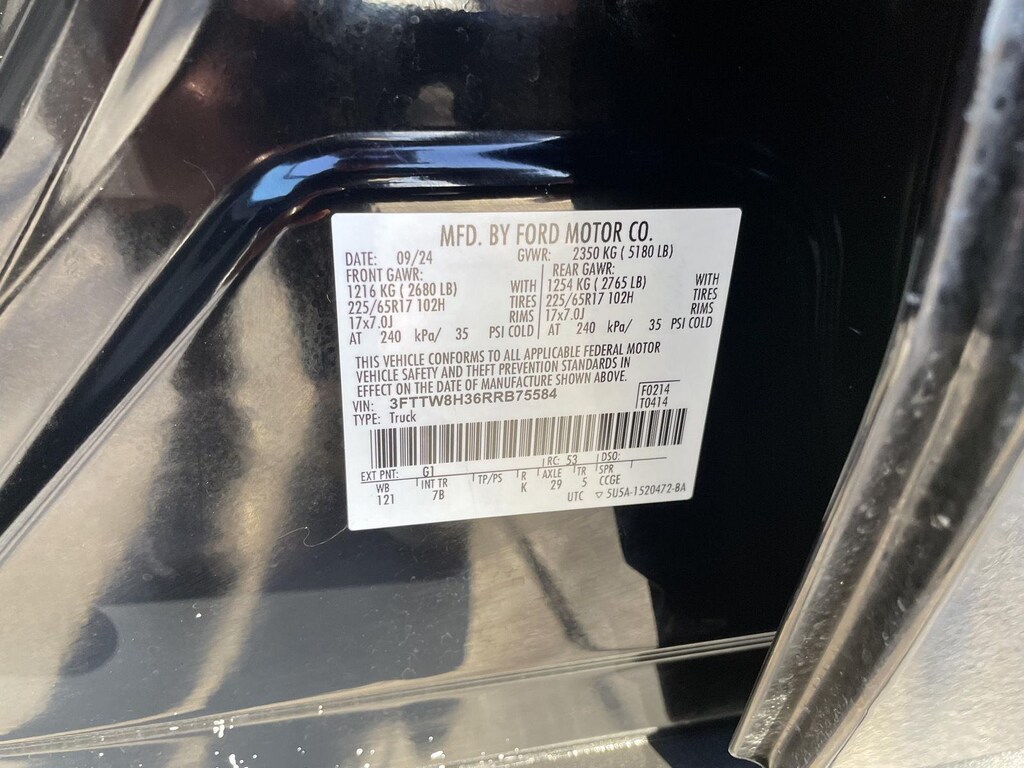 MFD. BY FORD MOTOR CO.
DATE: 09/24 GVWR: 2350 KG ( 5180 LB)
FRONT GAWR: REAR GAWR:
1216 KG ( 2680 LB) WITH 1254 KG ( 2765 LB) WITH
225/65R17 102H TIRES 225/65R17 102H TIRES
17x7.0J RIMS 17x7.0J RIMS
AT 240 kPa/ 35 PSI COLD AT 240 kPa/ 35 PSI COLD
THIS VEHICLE CONFORMS TO ALL APPLICABLE FEDERAL MOTOR
VEHICLE SAFETY AND THEFT PREVENTION STANDARDS IN
EFFECT ON THE DATE OF MANUFACTURE SHOWN ABOVE.
VIN: 3FTTW8H36RRB75584 F0214
TYPE: Truck T0414
EXT PNT: G1 RC: 53 DSO:
WB INT TR TP/PS R AXLE TR SPR
121 7B K 29 5 CCGE
UTC ▽ 5U5A-1520472-BA